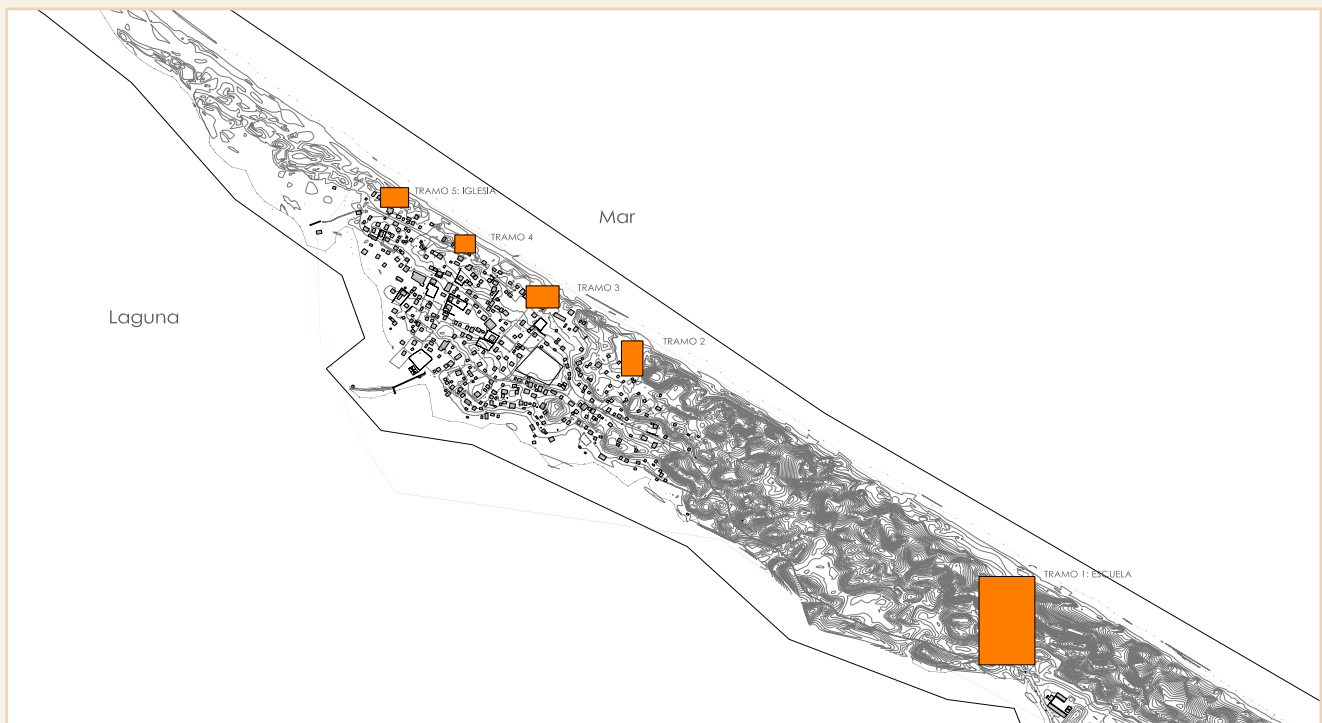 TRAMO 5: IGLESIA
Mar
TRAMO 4
TRAMO 3
Laguna
TRAMO 2
TRAMO 1: ESCUELA